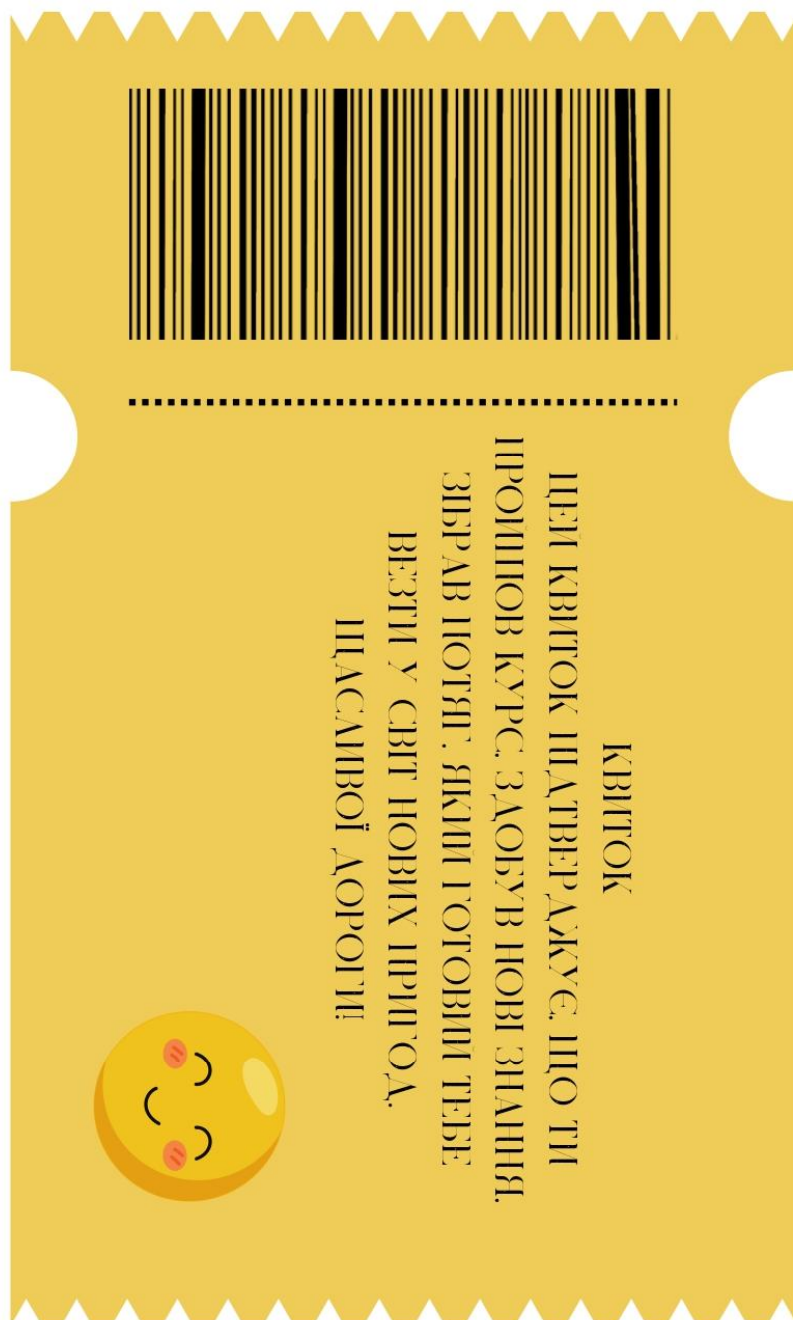 КВИТОК
ЦЕЙ КВИТОК ПІДТВЕРДЖУЄ, ЩО ТИ
ПРОЙШОВ КУРС, ЗДОБУВ НОВІ ЗНАННЯ,
ЗІБРАВ ПОТЯГ, ЯКИЙ ГОТОВИЙ ТЕБЕ
ВЕЗТИ У СВІТ НОВИХ ПРИГОД.
ЩАСЛИВОЇ ДОРОГИ!